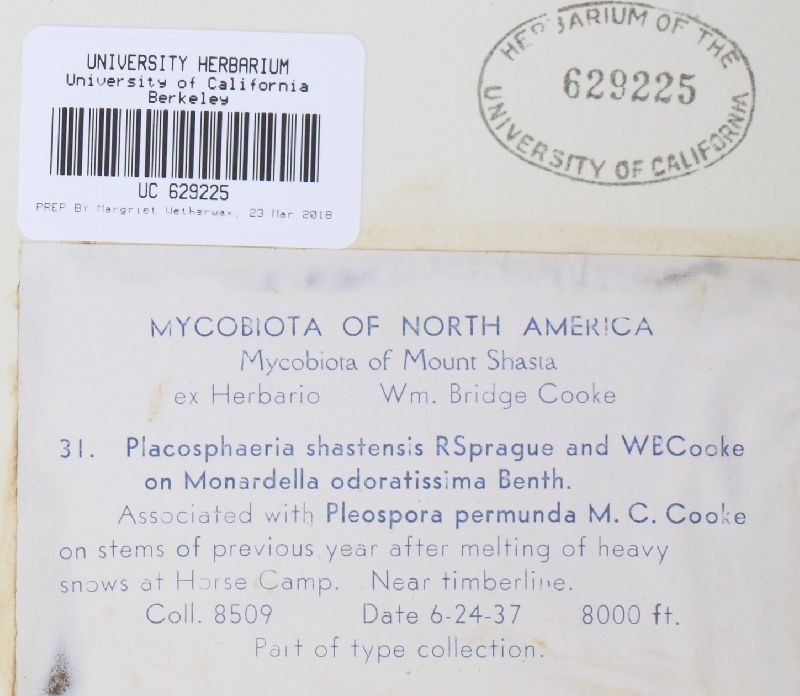 UNIVERSITY HERBARIUM
University of California
Berkeley
UC 629225
PREP BY Margriet Wetherwax, 23 Mar 2018
HERBARIUM OF THE
629225
UNIVERSITY OF CALIFORNIA
MYCOBIOTA OF NORTH AMERICA
Mycobiota of Mount Shasta
ex Herbario Wm. Bridge Cooke
31. Placosphaeria shastensis RSprague and WBCooke
on Monardella odoratissima Benth.
Associated with Pleospora permunda M. C. Cooke
on stems of previous year after melting of heavy
snows at Horse Camp. Near timberline.
Coll. 8509 Date 6-24-37 8000 ft.
Part of type collection.